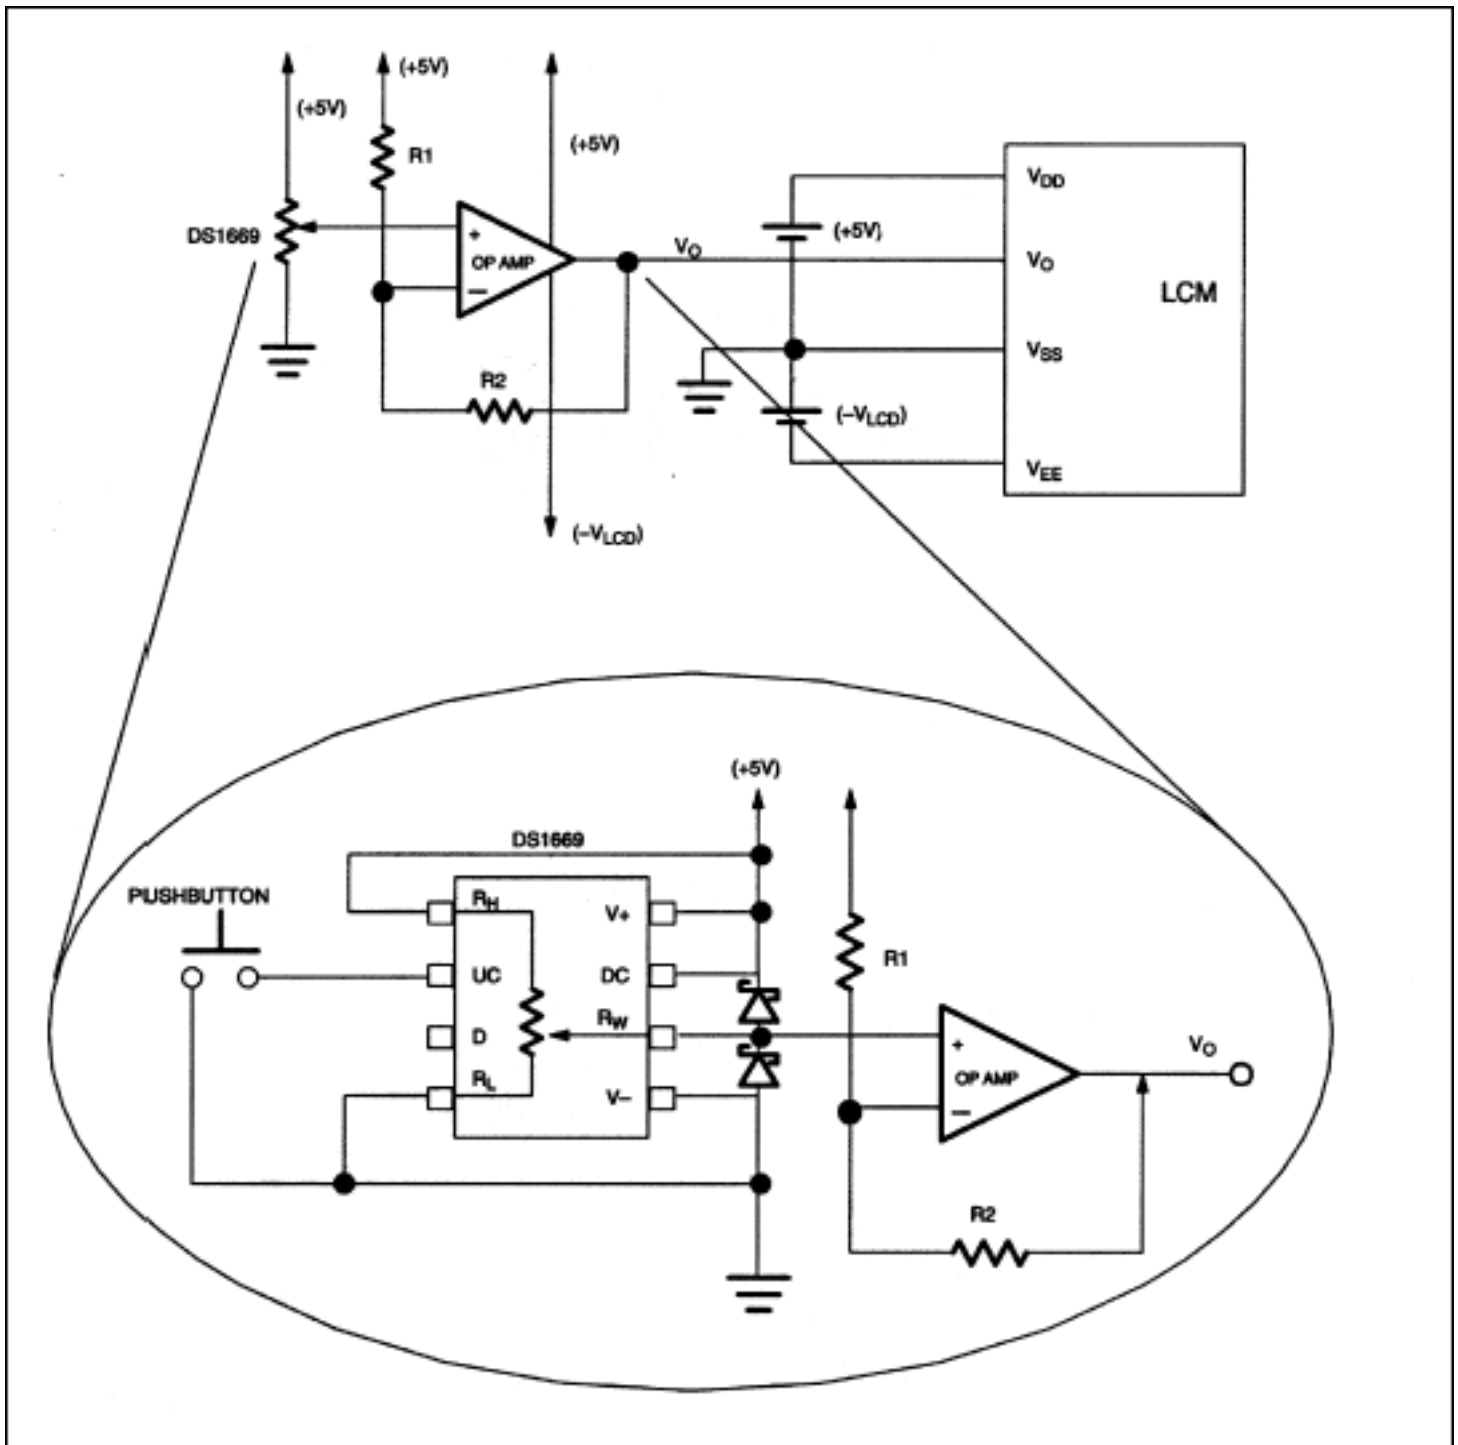 (+5V)
(+5V)
(+5V)
R1
DS1669
+
OP AMP
−
VO
R2
(−VLCD)
(+5V)
(−VLCD)
VDD
VO
LCM
VSS
VEE
(+5V)
DS1669
PUSHBUTTON
RH
V+
UC
DC
RW
D
RL
V−
R1
+
OP AMP
−
VO
R2